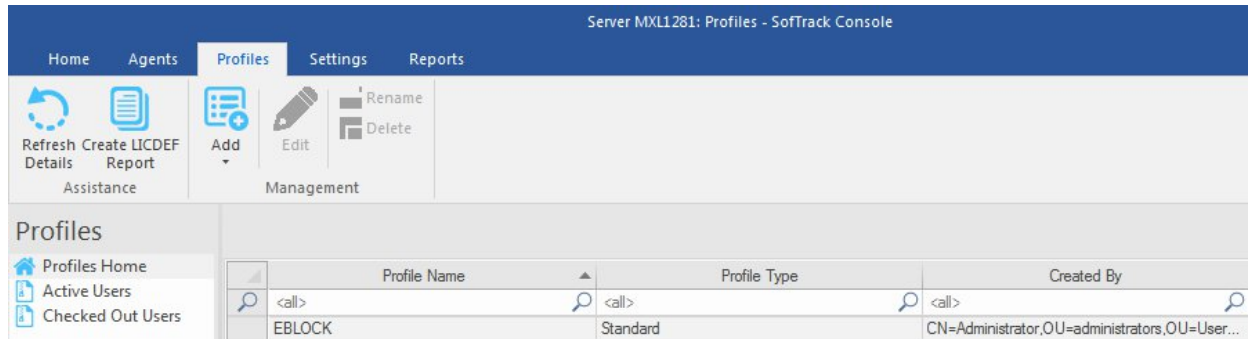 Server MXL1281: Profiles - SofTrack Console
Home Agents Profiles Settings Reports
Refresh Details
Create LICDEF Report
Add
Edit
Rename
Delete
Assistance
Management
Profiles
Profiles Home
Active Users
Checked Out Users
Profile Name Profile Type Created By
<all> <all> <all>
EBLOCK Standard CN=Administrator,OU=administrators,OU=User...